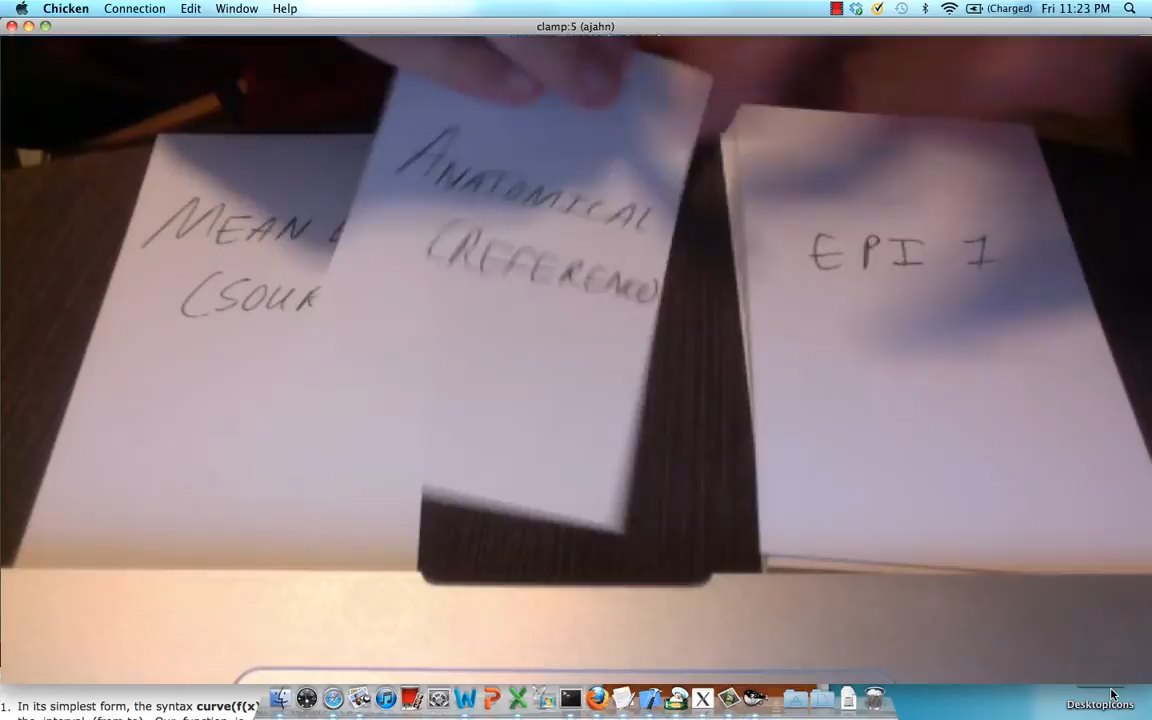 Chicken Connection Edit Window Help (Charged) Fri 11:23 PM
clamp:5 (ajahn)
MEAN
(SOUR
ANATOMICAL
(REFERENCE)
EPI 1
1. In its simplest form, the syntax curve(f(x)
DesktopIcons